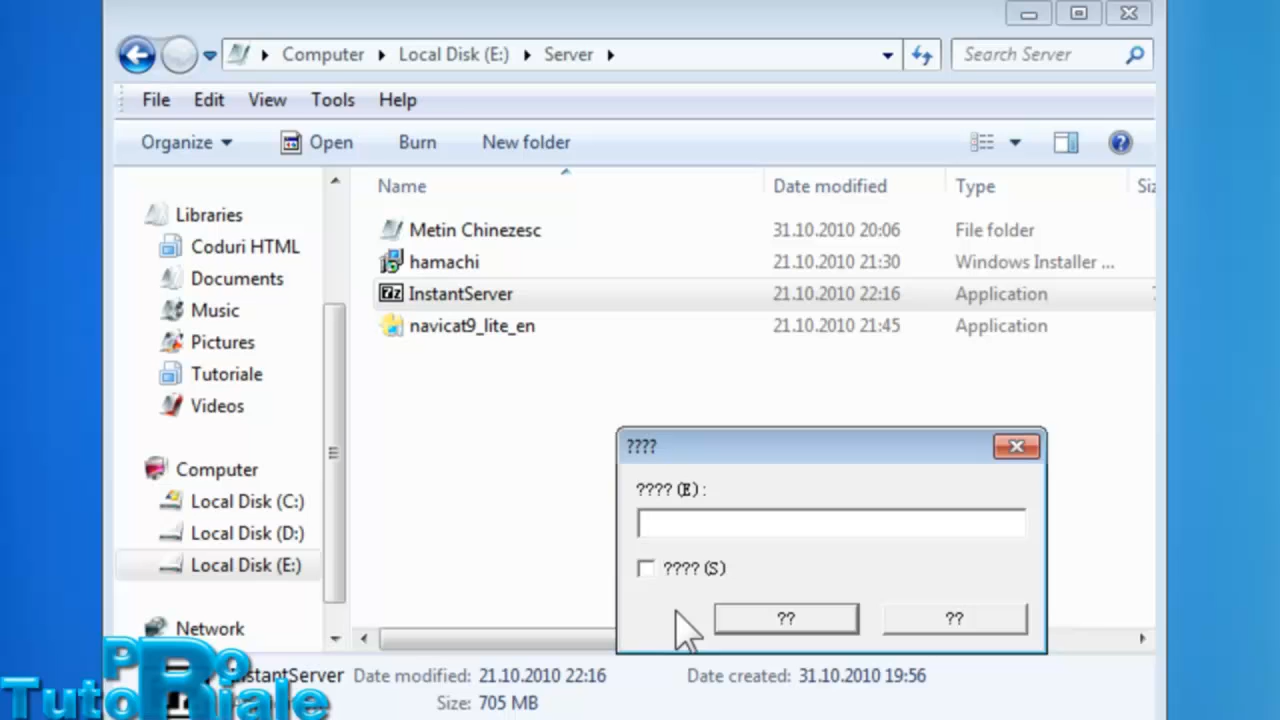 Computer Local Disk (E:) Server Search Server
File Edit View Tools Help
Organize Open Burn New folder
Name Date modified Type Siz
Libraries
Coduri HTML
Documents
Music
Pictures
Tutoriale
Videos
Computer
Local Disk (C:)
Local Disk (D:)
Local Disk (E:)
Network
Metin Chinezesc 31.10.2010 20:06 File folder
hamachi 21.10.2010 21:30 Windows Installer ...
InstantServer 21.10.2010 22:16 Application 7
navicat9_lite_en 21.10.2010 21:45 Application
????
????(E):
????(S)
?? ??
InstantServer Date modified: 21.10.2010 22:16 Date created: 31.10.2010 19:56
Size: 705 MB
PRo
TutoRiale